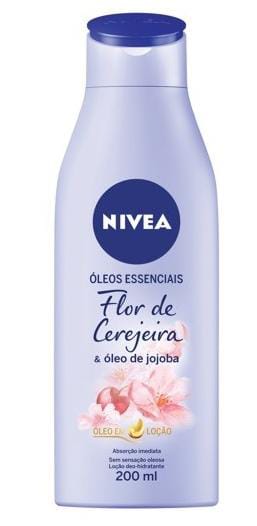 NIVEA
ÓLEOS ESSENCIAIS
Flor de
Cerejeira
& óleo de jojoba
ÓLEO EM LOÇÃO
Absorção imediata
Sem sensação oleosa
Loção deo-hidratante
200 ml